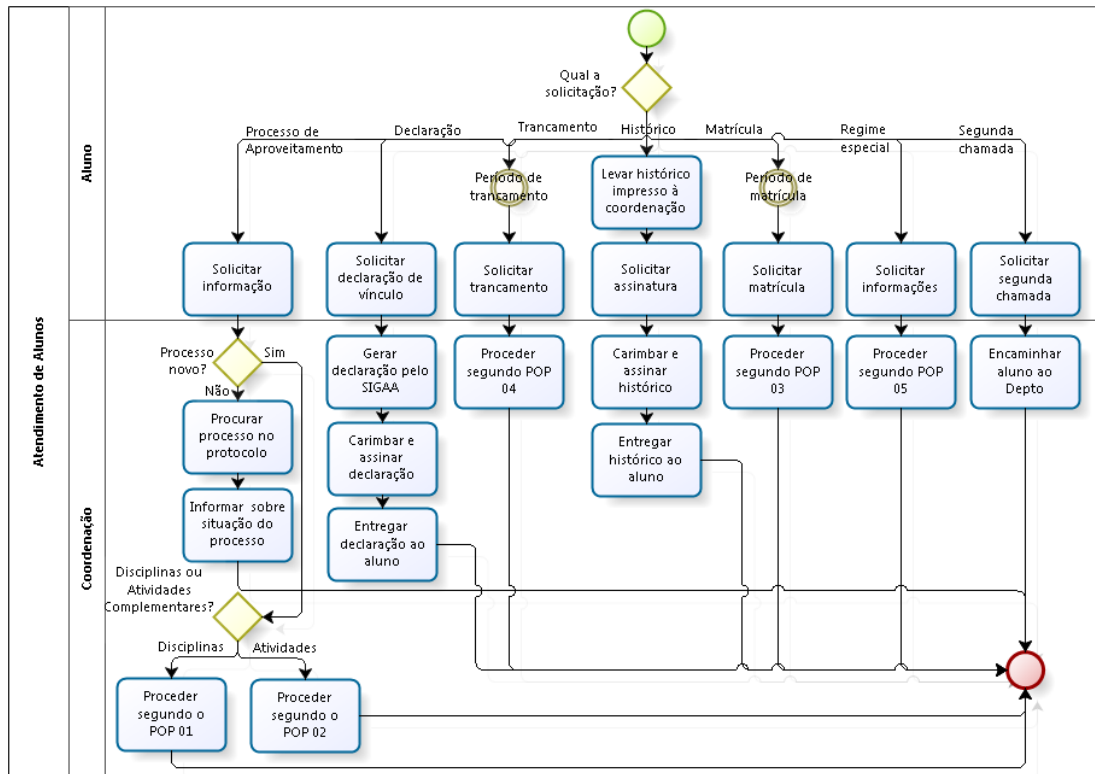 Atendimento de Alunos
Aluno
Qual a
solicitação?
Processo de
Aproveitamento
Declaração
Trancamento
Histórico
Matrícula
Regime
especial
Segunda
chamada
Período de
trancamento
Levar histórico
impresso à
coordenação
Período de
matrícula
Solicitar
informação
Solicitar
declaração de
vínculo
Solicitar
trancamento
Solicitar
assinatura
Solicitar
matrícula
Solicitar
informações
Solicitar
segunda
chamada
Coordenação
Processo
novo?
Sim
Não
Gerar
declaração pelo
SIGAA
Proceder
segundo POP
04
Carimbar e
assinar
histórico
Proceder
segundo POP
03
Proceder
segundo POP
05
Encaminhar
aluno ao
Depto
Procurar
processo no
protocolo
Carimbar e
assinar
declaração
Entregar
histórico ao
aluno
Informar sobre
situação do
processo
Entregar
declaração ao
aluno
Disciplinas ou
Atividades
Complementares?
Disciplinas
Atividades
Proceder
segundo o
POP 01
Proceder
segundo o
POP 02